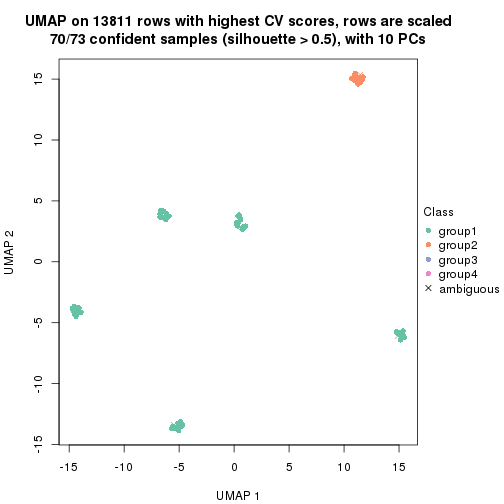 UMAP on 13811 rows with highest CV scores, rows are scaled
70/73 confident samples (silhouette > 0.5), with 10 PCs
15
10
5
0
-5
-10
-15
UMAP 2
-15 -10 -5 0 5 10 15
UMAP 1
Class
group1
group2
group3
group4
ambiguous